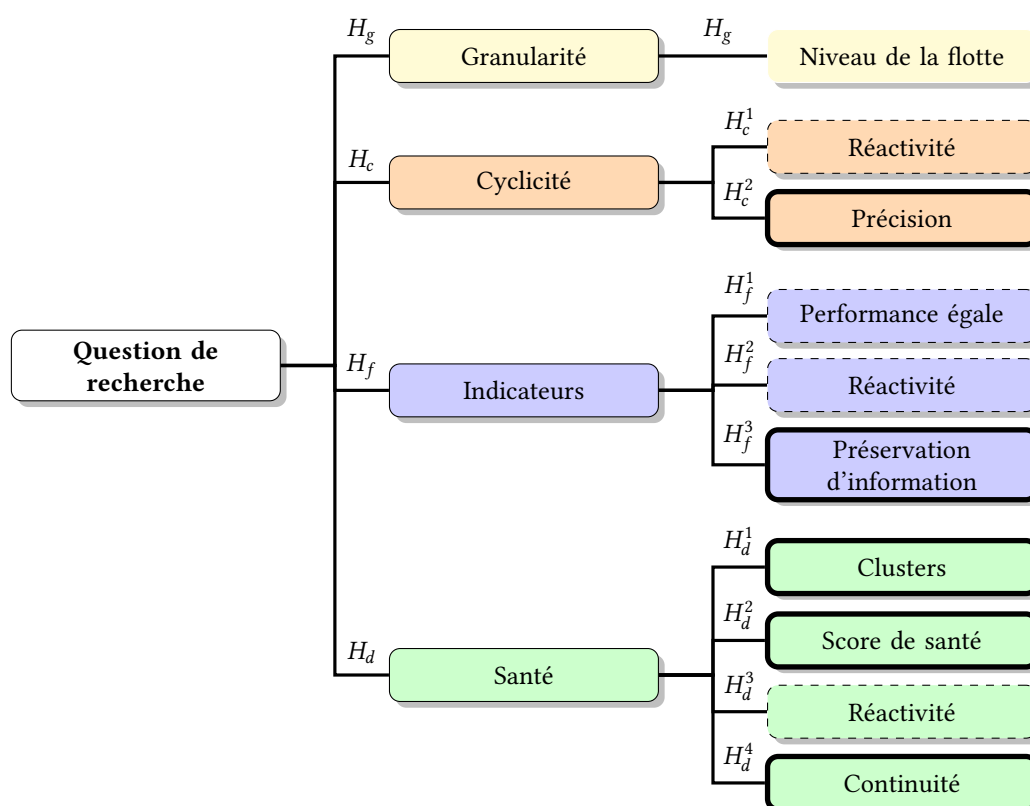 H_g
Granularité
H_g
Niveau de la flotte
H_c
Cyclicité
H_c^1
Réactivité
H_c^2
Précision
Question de
recherche
H_f
Indicateurs
H_f^1
Performance égale
H_f^2
Réactivité
H_f^3
Préservation
d'information
H_d
Santé
H_d^1
Clusters
H_d^2
Score de santé
H_d^3
Réactivité
H_d^4
Continuité